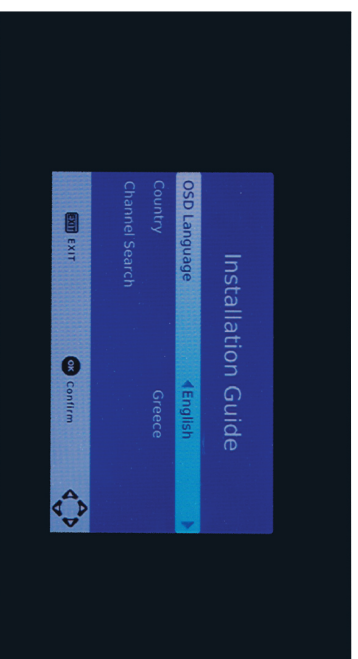 Installation Guide
OSD Language English
Country Greece
Channel Search
EXIT EXIT OK Confirm